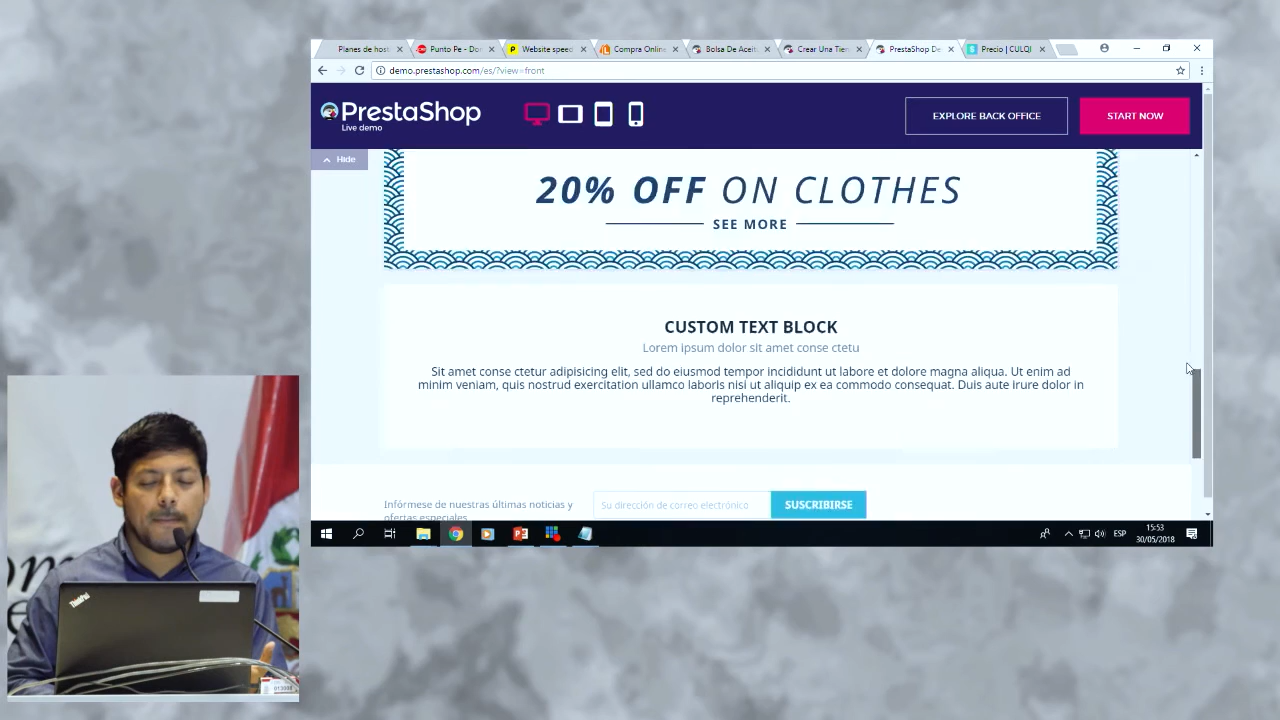 Planes de host
Punto Pe - Dor
Website speed
Compra Online
Bolsa De Aceit
Crear Una Tien
PrestaShop De
Precio | CULQI
demo.prestashop.com/es/?view=front
PrestaShop
Live demo
EXPLORE BACK OFFICE
START NOW
Hide
20% OFF ON CLOTHES
SEE MORE
CUSTOM TEXT BLOCK
Lorem ipsum dolor sit amet conse ctetu
Sit amet conse ctetur adipisicing elit, sed do eiusmod tempor incididunt ut labore et dolore magna aliqua. Ut enim ad
minim veniam, quis nostrud exercitation ullamco laboris nisi ut aliquip ex ea commodo consequat. Duis aute irure dolor in
reprehenderit.
Infórmese de nuestras últimas noticias y
ofertas especiales
Su dirección de correo electrónico
SUSCRIBIRSE
ESP
15:53
30/05/2018
ThinkPad